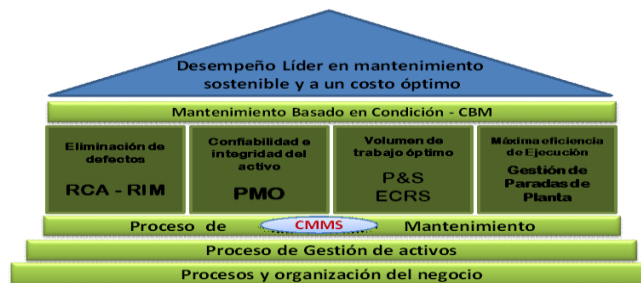 Desempeño Líder en mantenimiento
sostenible y a un costo óptimo
Mantenimiento Basado en Condición - CBM
Eliminación de
defectos
RCA - RIM
Confiabilidad e
integridad del
activo
PMO
Volumen de
trabajo óptimo
P&S
ECRS
Máxima eficiencia
de Ejecución
Gestión de
Paradas de
Planta
Proceso de CMMS Mantenimiento
Proceso de Gestión de activos
Procesos y organización del negocio